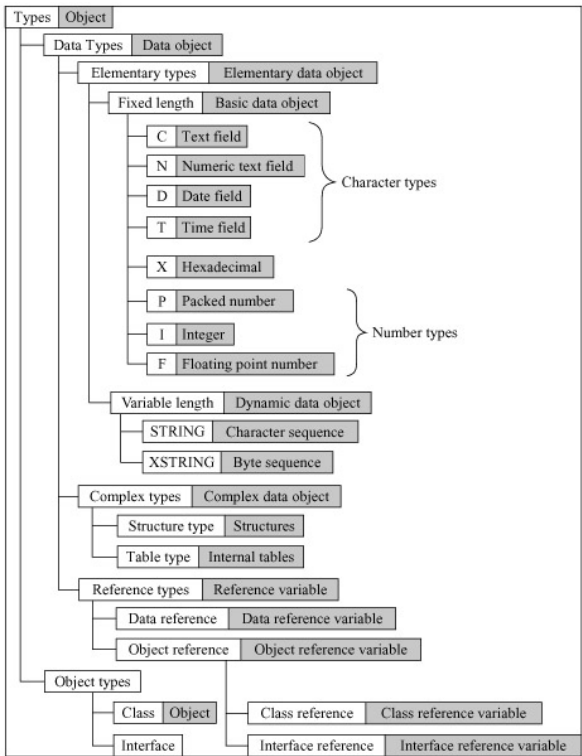 Types Object
Data Types Data object
Elementary types Elementary data object
Fixed length Basic data object
C Text field
N Numeric text field
D Date field
T Time field
Character types
X Hexadecimal
P Packed number
I Integer
F Floating point number
Number types
Variable length Dynamic data object
STRING Character sequence
XSTRING Byte sequence
Complex types Complex data object
Structure type Structures
Table type Internal tables
Reference types Reference variable
Data reference Data reference variable
Object reference Object reference variable
Object types
Class Object
Class reference Class reference variable
Interface
Interface reference Interface reference variable